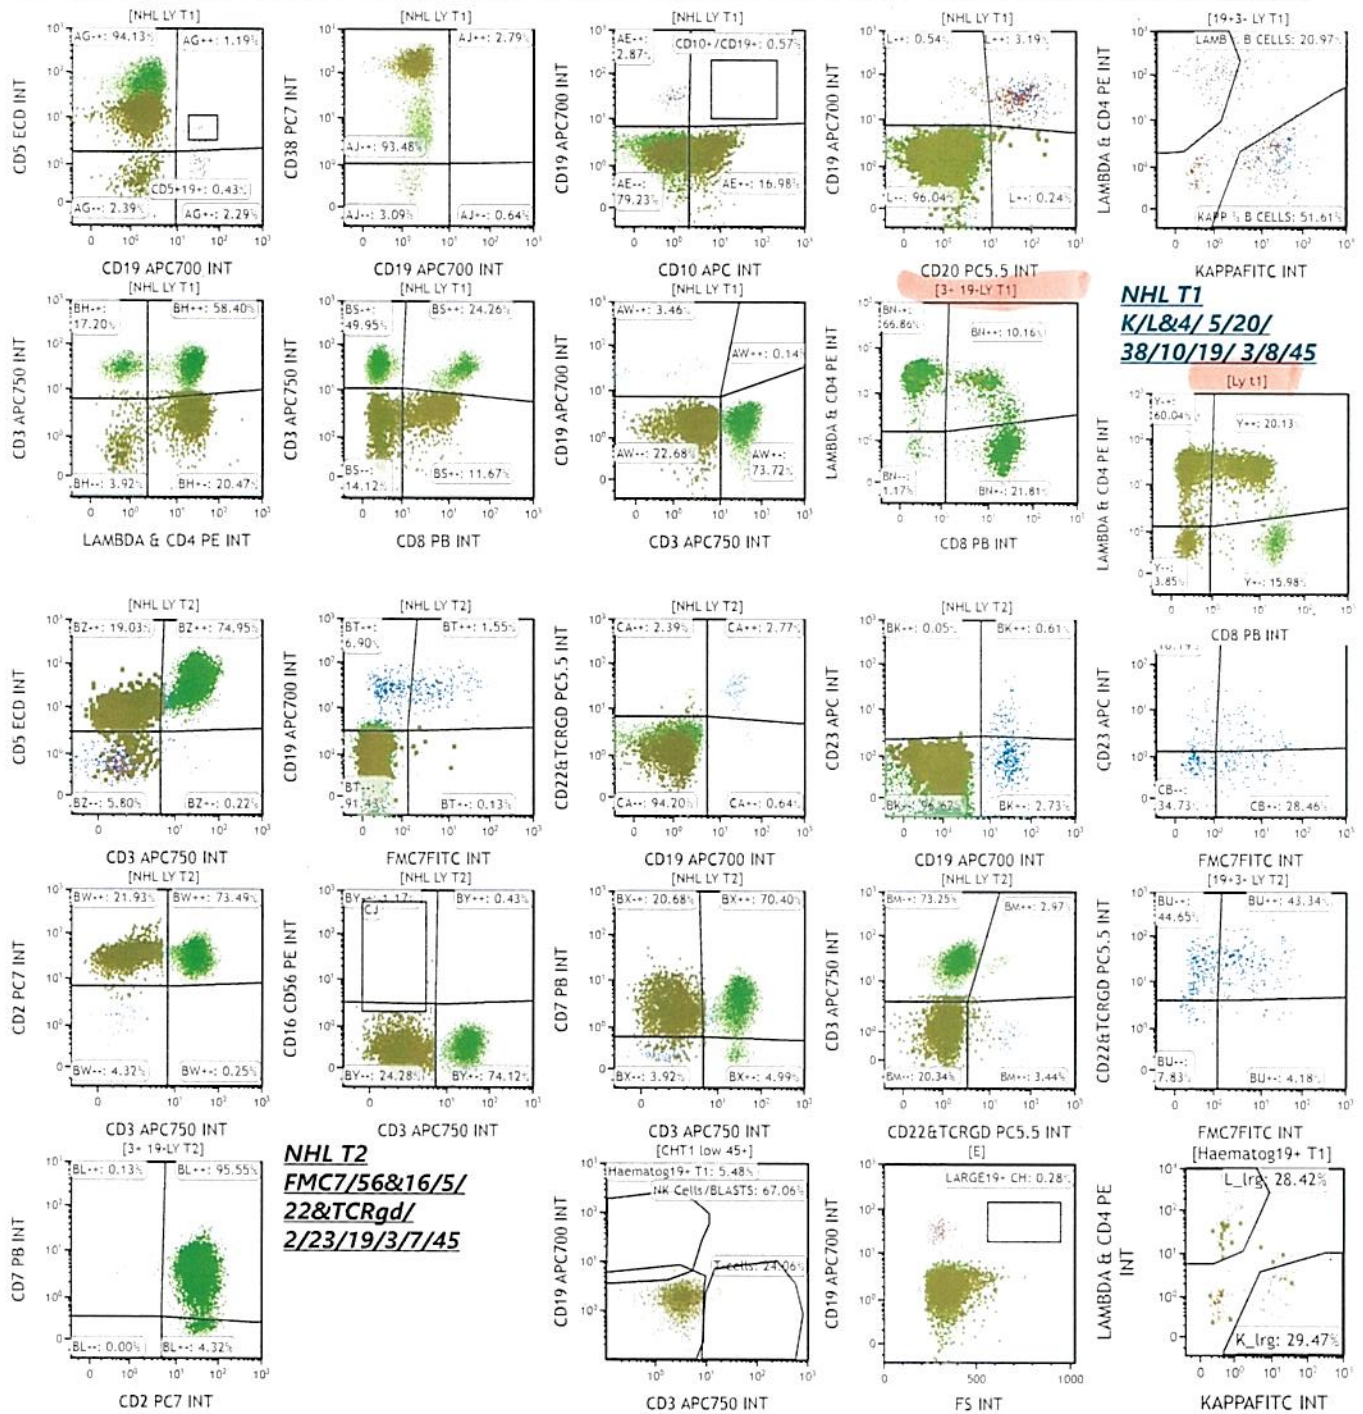 [NHL LY T1]
AG-+: 94.13%
AG++: 1.19%
CD5+19+: 0.43%
AG--: 2.39%
AG+-: 2.29%
CD5 ECD INT
CD19 APC700 INT
[NHL LY T1]
AJ++: 2.79%
AJ-+: 93.48%
AJ--: 3.09%
AJ+-: 0.64%
CD38 PC7 INT
CD19 APC700 INT
[NHL LY T1]
AE-+: 2.87%
CD10+/CD19+: 0.57%
AE--: 79.23%
AE+-: 16.98%
CD19 APC700 INT
CD10 APC INT
[NHL LY T1]
L-+: 0.54%
L++: 3.19%
L--: 96.04%
L+-: 0.24%
CD19 APC700 INT
CD20 PC5.5 INT
[19+3- LY T1]
B CELLS: 20.97%
B CELLS: 51.61%
LAMBDA & CD4 PE INT
KAPPAFITC INT
[NHL LY T1]
BH-+: 17.20%
BH++: 58.40%
BH--: 3.92%
BH+-: 20.47%
CD3 APC750 INT
LAMBDA & CD4 PE INT
[NHL LY T1]
BS-+: 49.95%
BS++: 24.26%
BS--: 14.12%
BS+-: 11.67%
CD3 APC750 INT
CD8 PB INT
[NHL LY T1]
AW-+: 3.46%
AW++: 0.14%
AW--: 22.68%
AW+-: 73.72%
CD19 APC700 INT
CD3 APC750 INT
[3+ 19-LY T1]
BN-+: 66.86%
BN++: 10.16%
BN--: 1.17%
BN+-: 21.81%
LAMBDA & CD4 PE INT
CD8 PB INT
NHL T1
K/L&4/ 5/20/
38/10/19/ 3/8/45
[Ly t1]
Y-+: 60.04%
Y++: 20.13%
Y--: 3.85%
Y+-: 15.98%
LAMBDA & CD4 PE INT
CD8 PB INT
[NHL LY T2]
BZ-+: 19.03%
BZ++: 74.95%
BZ--: 5.80%
BZ+-: 0.22%
CD5 ECD INT
CD3 APC750 INT
[NHL LY T2]
BT-+: 6.90%
BT++: 1.55%
BT--:
BT+-: 0.13%
CD19 APC700 INT
FMC7FITC INT
[NHL LY T2]
CA-+: 2.39%
CA++: 2.77%
CA--: 94.20%
CA+-: 0.64%
CD22&TCRGD PC5.5 INT
CD19 APC700 INT
[NHL LY T2]
BK-+: 0.05%
BK++: 0.61%
BK--:
BK+-: 2.73%
CD23 APC INT
CD19 APC700 INT
CB--: 34.73%
CB+-: 28.46%
CD23 APC INT
FMC7FITC INT
[NHL LY T2]
BW-+: 21.93%
BW++: 73.49%
BW--: 4.32%
BW+-: 0.25%
CD2 PC7 INT
CD3 APC750 INT
[NHL LY T2]
BY++: 0.43%
CJ
BY--: 24.28%
BY+-: 74.12%
CD16 CD56 PE INT
CD3 APC750 INT
[NHL LY T2]
BX-+: 20.68%
BX++: 70.40%
BX--: 3.92%
BX+-: 4.99%
CD7 PB INT
CD3 APC750 INT
[NHL LY T2]
BM-+: 73.25%
BM++: 2.97%
BM--: 20.34%
BM+-: 3.44%
CD3 APC750 INT
CD22&TCRGD PC5.5 INT
[19+3- LY T2]
BU-+: 44.65%
BU++: 43.34%
BU--: 7.83%
BU+-: 4.18%
CD22&TCRGD PC5.5 INT
FMC7FITC INT
[3+ 19-LY T2]
BL-+: 0.13%
BL++: 95.55%
BL--: 0.00%
BL+-: 4.32%
CD7 PB INT
CD2 PC7 INT
NHL T2
FMC7/56&16/5/
22&TCRgd/
2/23/19/3/7/45
[CHT1 low 45+]
Haematog19+ T1: 5.48%
NK Cells/BLASTS: 67.06%
T cells: 24.06%
CD19 APC700 INT
CD3 APC750 INT
[E]
LARGE19+ CH: 0.28%
CD19 APC700 INT
0 500 1000
FS INT
[Haematog19+ T1]
L_lrg: 28.42%
K_lrg: 29.47%
LAMBDA & CD4 PE
INT
KAPPAFITC INT